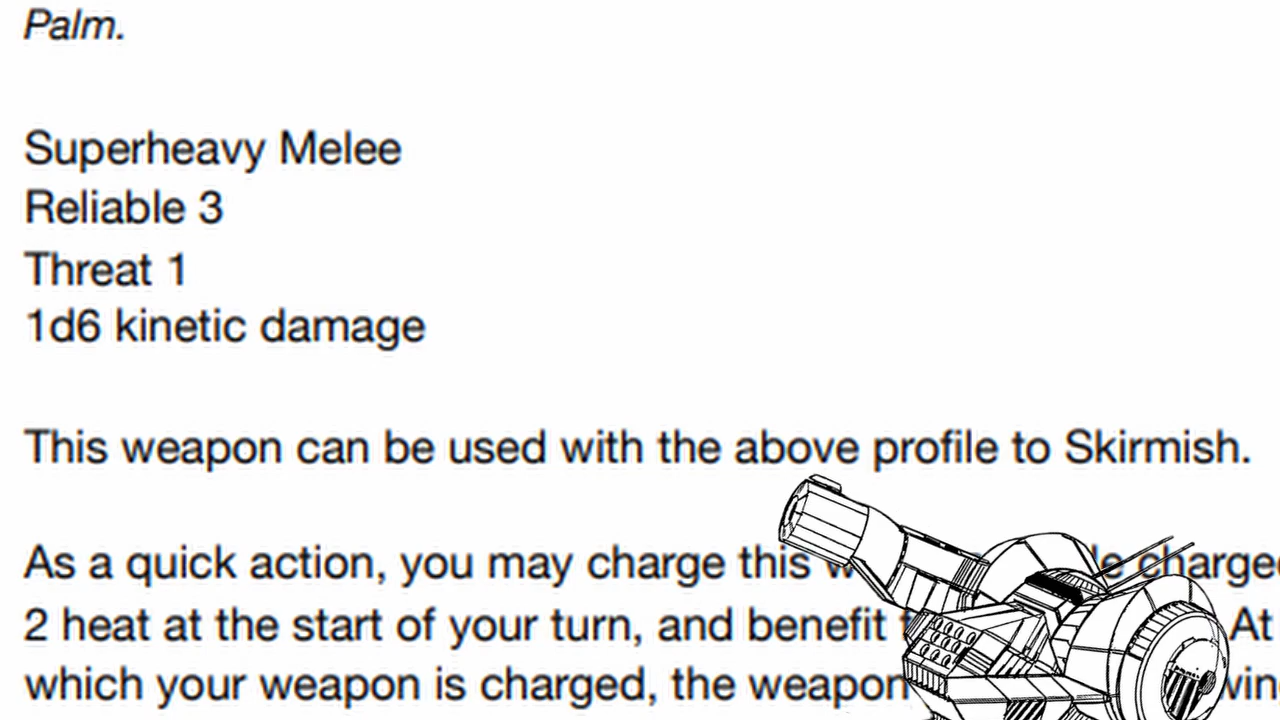 Palm.
Superheavy Melee
Reliable 3
Threat 1
1d6 kinetic damage
This weapon can be used with the above profile to Skirmish.
As a quick action, you may charge this
2 heat at the start of your turn, and benefit
At
which your weapon is charged, the weapon